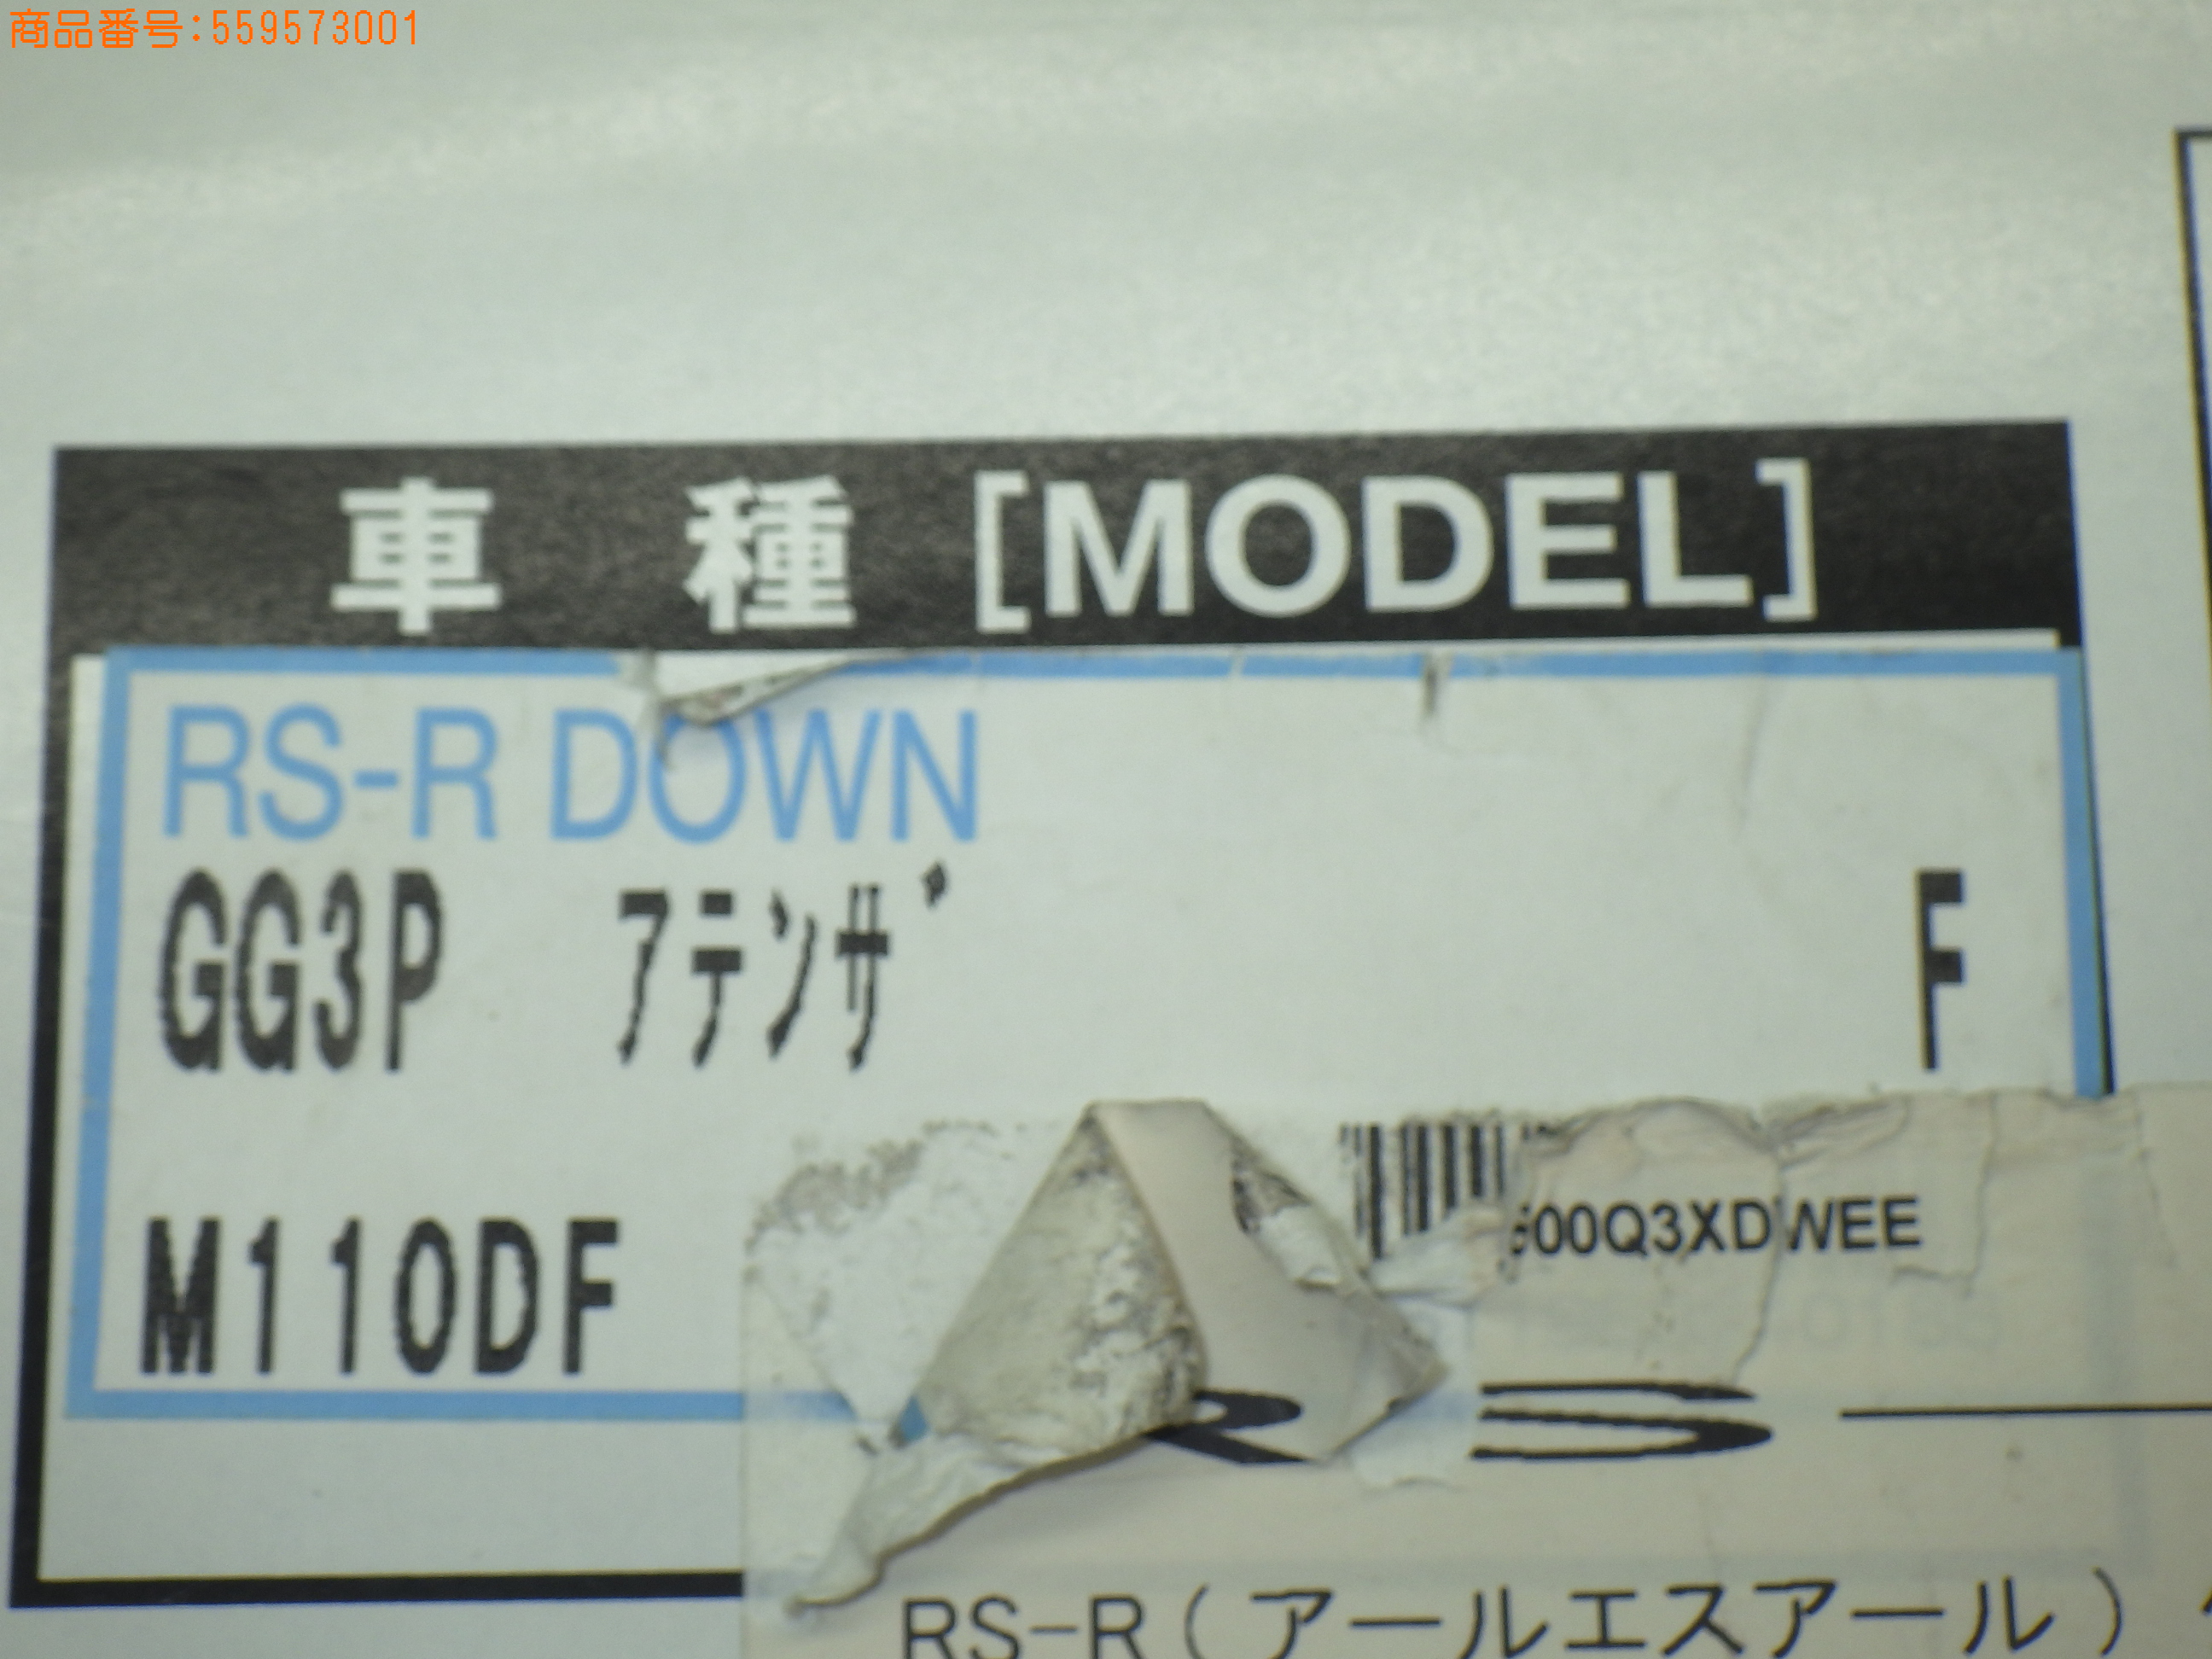 商品番号:559573001
車 種 [MODEL]
RS-R DOWN
GG3P ｱﾃﾝｻﾞ F
00Q3XDWEE
M110DF
RS-R(アールエスアール)